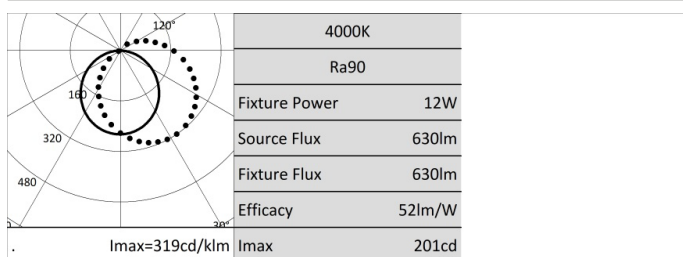 120°
160
320
480
30°
. Imax=319cd/klm
4000K
Ra90
Fixture Power 12W
Source Flux 630lm
Fixture Flux 630lm
Efficacy 52lm/W
Imax 201cd